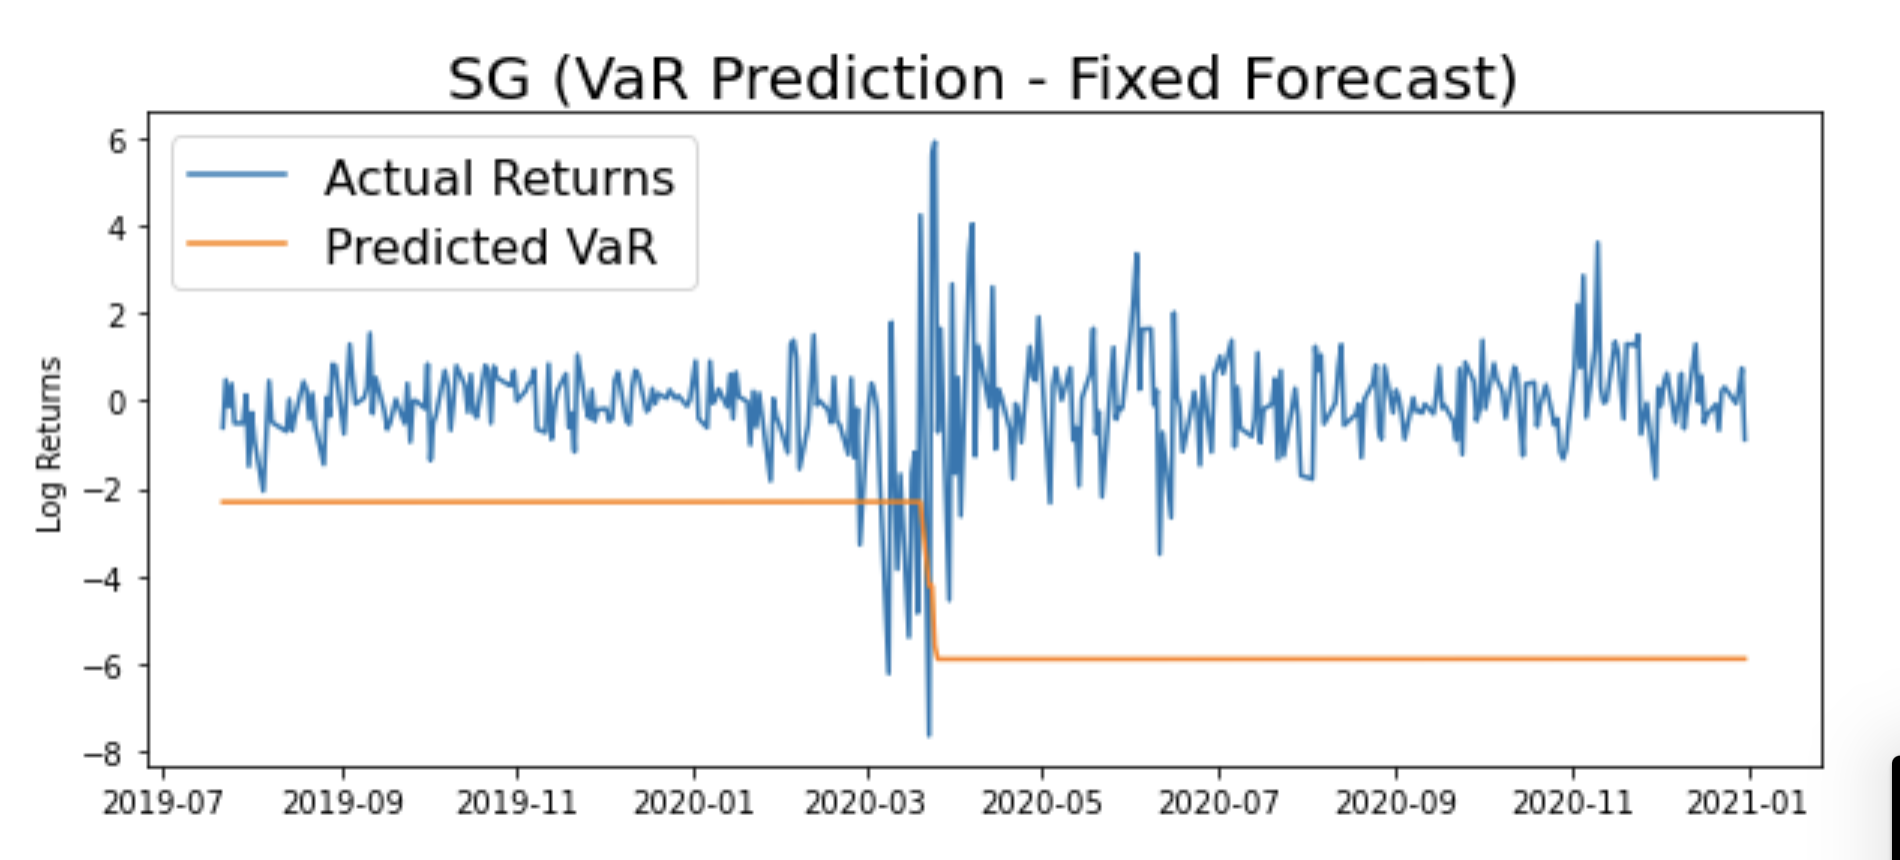 SG (VaR Prediction - Fixed Forecast)
Actual Returns
Predicted VaR
Log Returns
6
4
2
0
−2
−4
−6
−8
2019-07 2019-09 2019-11 2020-01 2020-03 2020-05 2020-07 2020-09 2020-11 2021-01